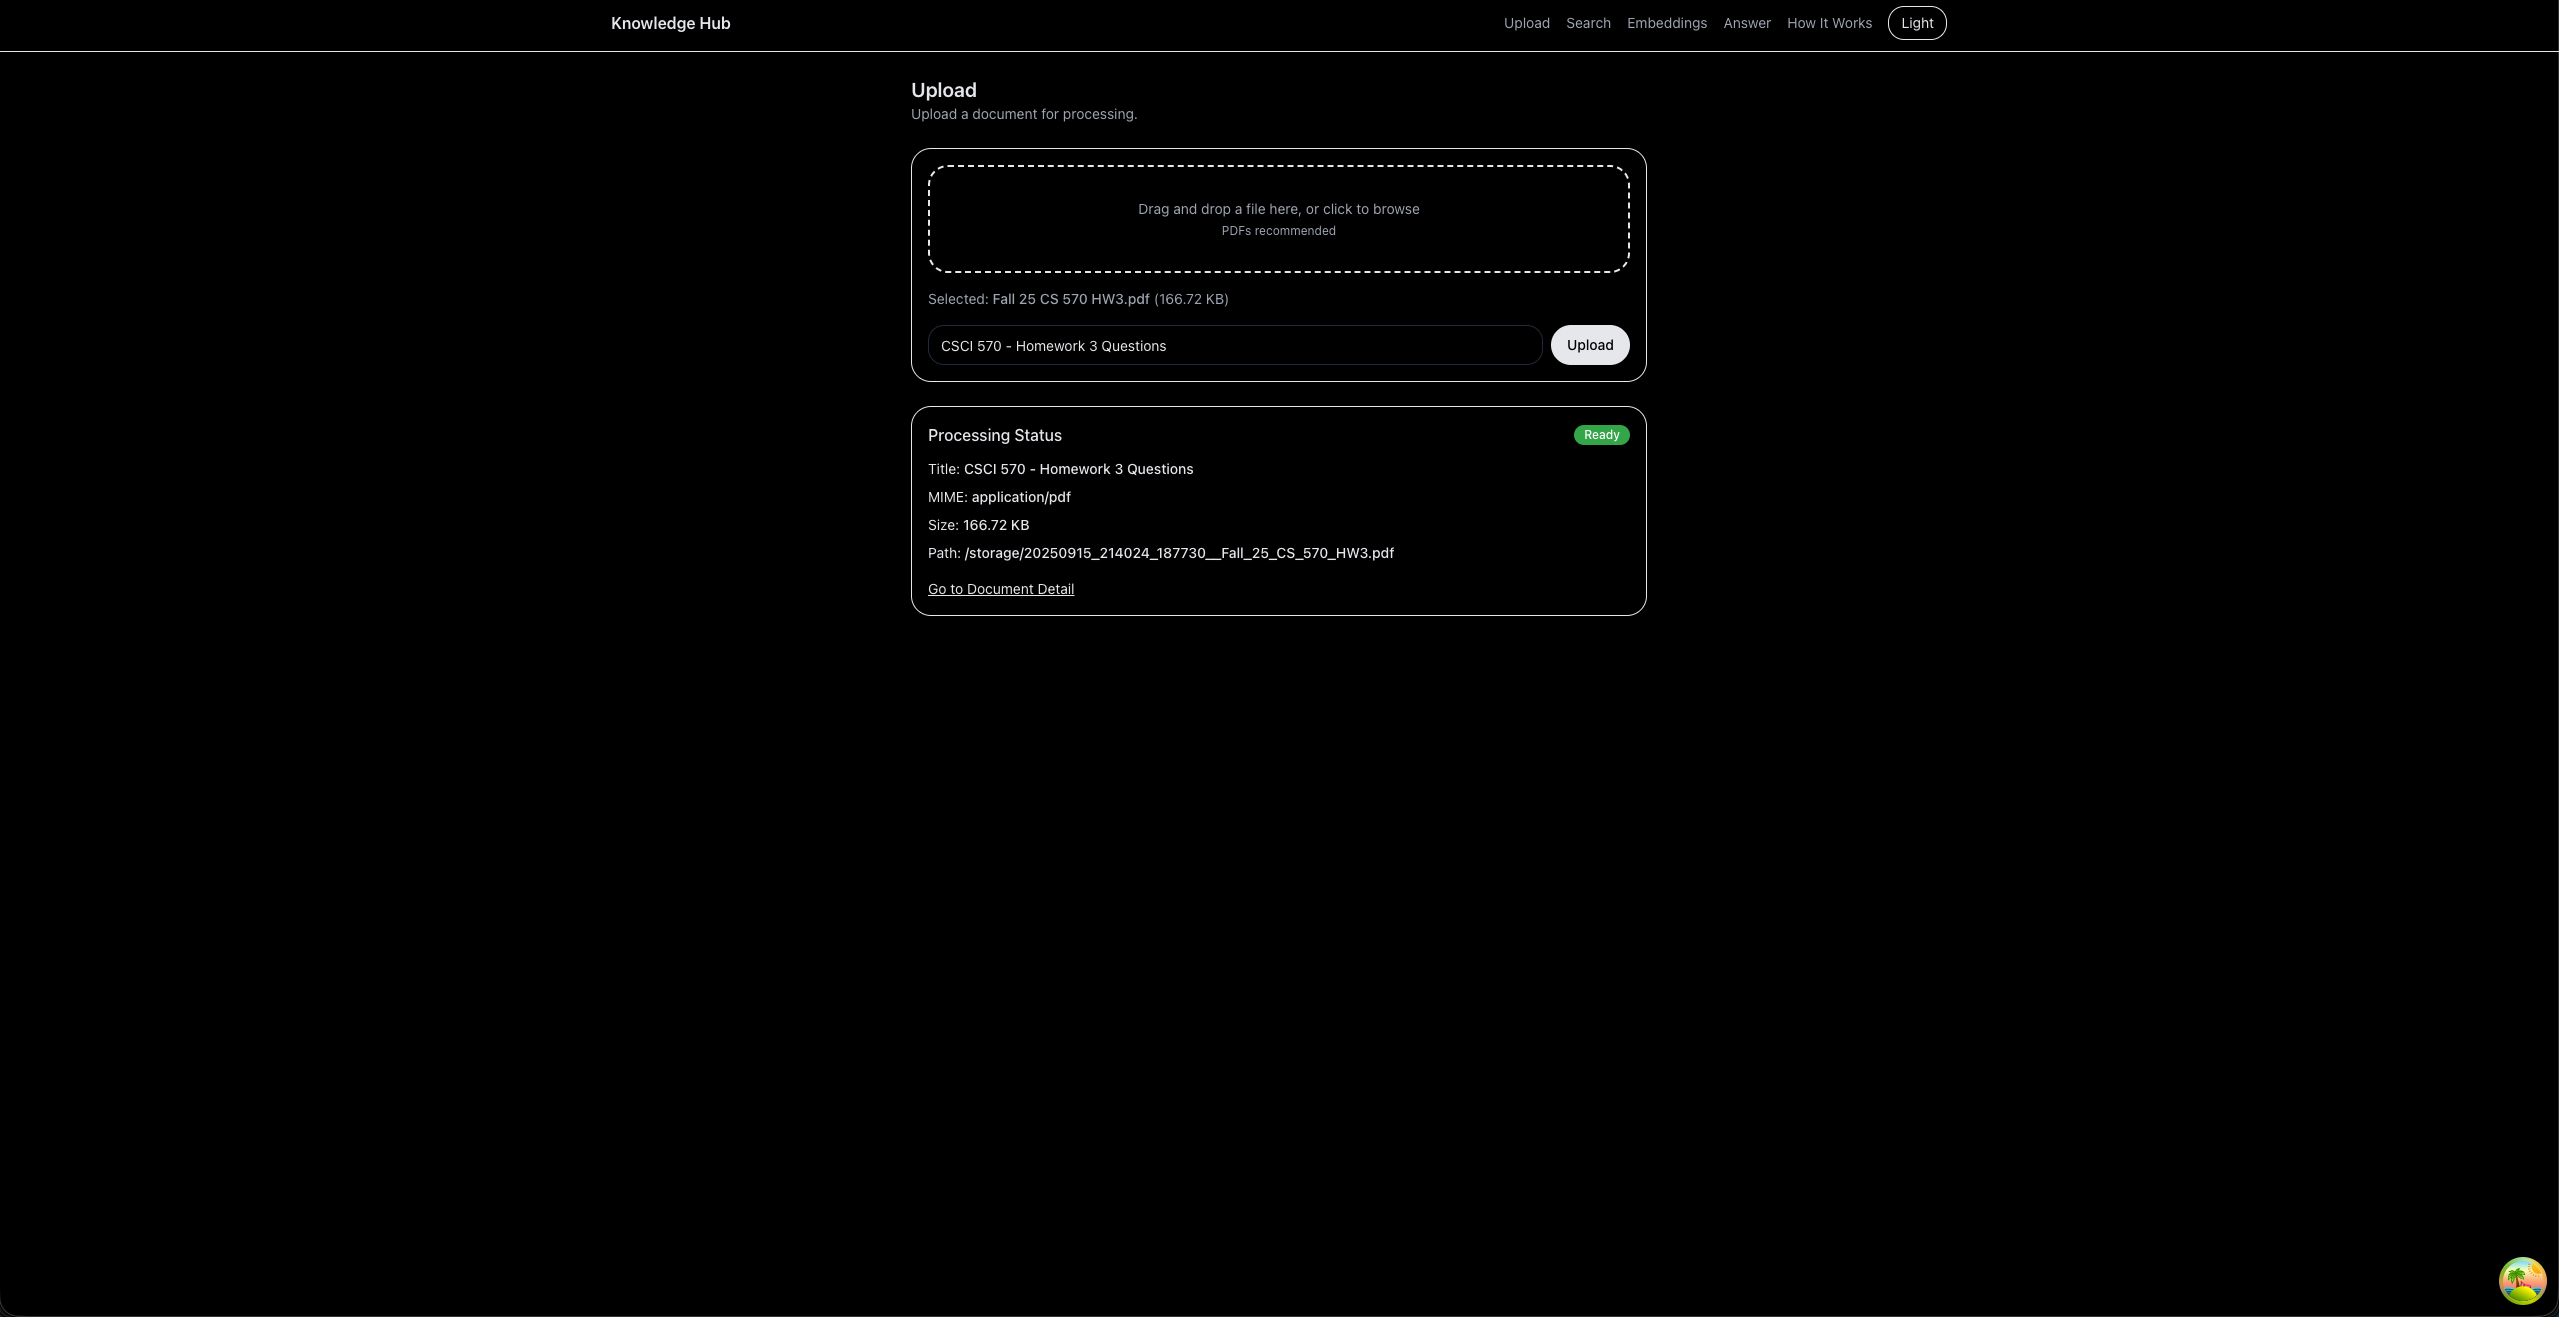 Knowledge Hub
Upload Search Embeddings Answer How It Works Light
Upload
Upload a document for processing.
Drag and drop a file here, or click to browse
PDFs recommended
Selected: Fall 25 CS 570 HW3.pdf (166.72 KB)
CSCI 570 - Homework 3 Questions
Upload
Processing Status
Ready
Title: CSCI 570 - Homework 3 Questions
MIME: application/pdf
Size: 166.72 KB
Path: /storage/20250915_214024_187730__Fall_25_CS_570_HW3.pdf
Go to Document Detail